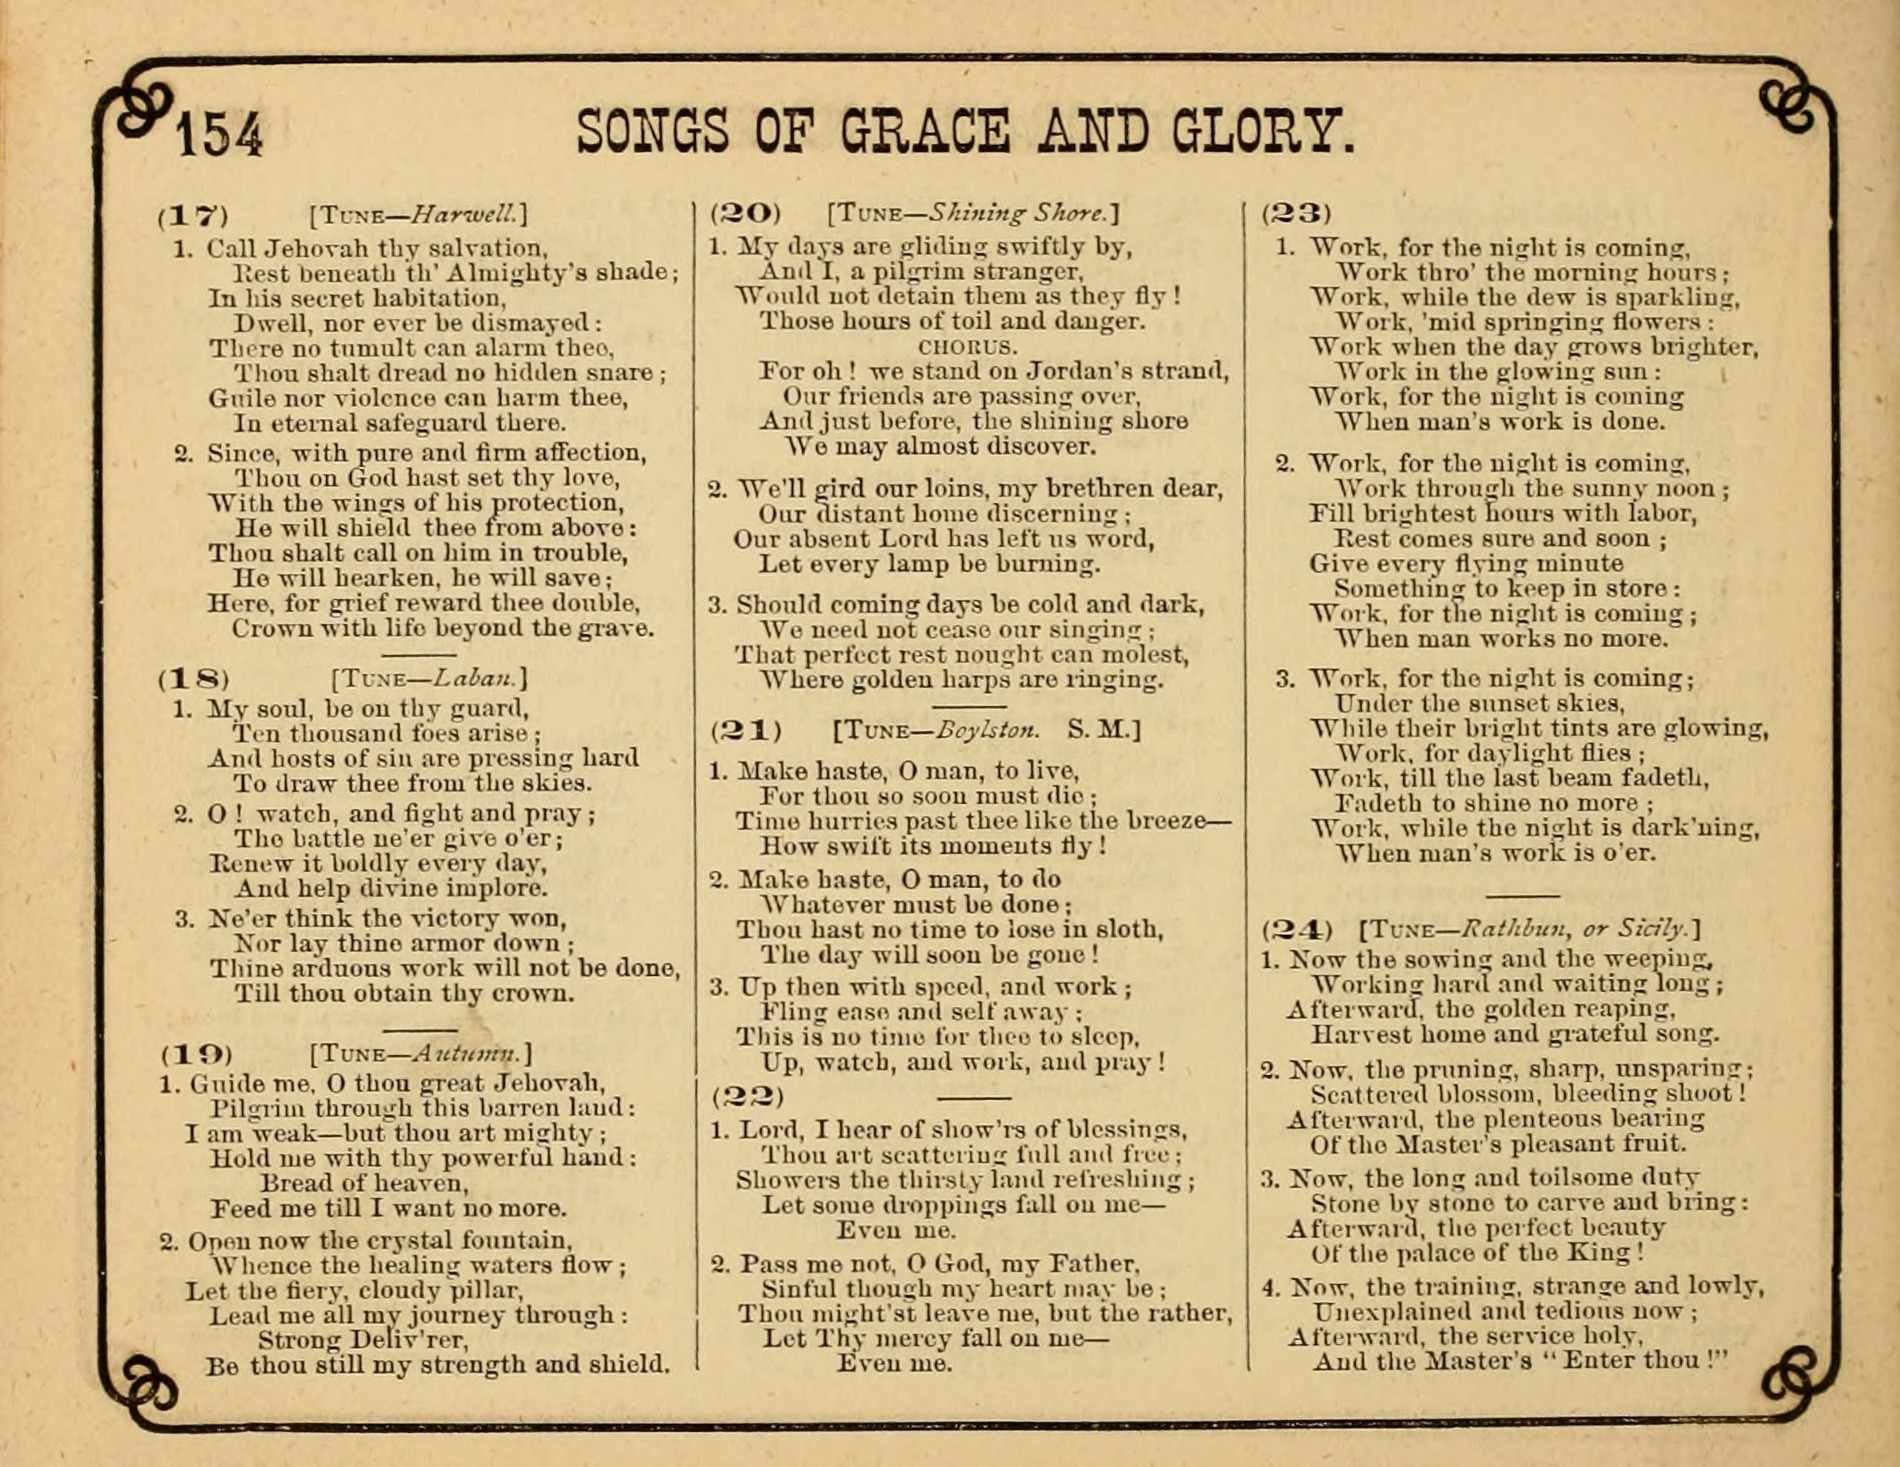 154
SONGS OF GRACE AND GLORY.
(17) [TUNE—Harwell.]
1. Call Jehovah thy salvation,
Rest beneath th' Almighty's shade;
In his secret habitation,
Dwell, nor ever be dismayed:
There no tumult can alarm thee,
Thou shalt dread no hidden snare;
Guile nor violence can harm thee,
In eternal safeguard there.
2. Since, with pure and firm affection,
Thou on God hast set thy love,
With the wings of his protection,
He will shield thee from above:
Thou shalt call on him in trouble,
He will hearken, he will save;
Here, for grief reward thee double,
Crown with life beyond the grave.
(18) [TUNE—Laban.]
1. My soul, be on thy guard,
Ten thousand foes arise;
And hosts of sin are pressing hard
To draw thee from the skies.
2. O! watch, and fight and pray;
The battle ne'er give o'er;
Renew it boldly every day,
And help divine implore.
3. Ne'er think the victory won,
Nor lay thine armor down;
Thine arduous work will not be done,
Till thou obtain thy crown.
(19) [TUNE—Autumn.]
1. Guide me, O thou great Jehovah,
Pilgrim through this barren land:
I am weak—but thou art mighty;
Hold me with thy powerful hand:
Bread of heaven,
Feed me till I want no more.
2. Open now the crystal fountain,
Whence the healing waters flow;
Let the fiery, cloudy pillar,
Lead me all my journey through:
Strong Deliv'rer,
Be thou still my strength and shield.
(20) [TUNE—Shining Shore.]
1. My days are gliding swiftly by,
And I, a pilgrim stranger,
Would not detain them as they fly!
Those hours of toil and danger.
CHORUS.
For oh! we stand on Jordan's strand,
Our friends are passing over,
And just before, the shining shore
We may almost discover.
2. We'll gird our loins, my brethren dear,
Our distant home discerning;
Our absent Lord has left us word,
Let every lamp be burning.
3. Should coming days be cold and dark,
We need not cease our singing;
That perfect rest nought can molest,
Where golden harps are ringing.
(21) [TUNE—Boylston. S. M.]
1. Make haste, O man, to live,
For thou so soon must die;
Time hurries past thee like the breeze—
How swift its moments fly!
2. Make haste, O man, to do
Whatever must be done;
Thou hast no time to lose in sloth,
The day will soon be gone!
3. Up then with speed, and work;
Fling ease and self away;
This is no time for thee to sleep,
Up, watch, and work, and pray!
(22)
1. Lord, I hear of show'rs of blessings,
Thou art scattering full and free;
Showers the thirsty land refreshing;
Let some droppings fall on me—
Even me.
2. Pass me not, O God, my Father,
Sinful though my heart may be;
Thou might'st leave me, but the rather,
Let Thy mercy fall on me—
Even me.
(23)
1. Work, for the night is coming,
Work thro' the morning hours;
Work, while the dew is sparkling,
Work, 'mid springing flowers:
Work when the day grows brighter,
Work in the glowing sun:
Work, for the night is coming
When man's work is done.
2. Work, for the night is coming,
Work through the sunny noon;
Fill brightest hours with labor,
Rest comes sure and soon;
Give every flying minute
Something to keep in store:
Work, for the night is coming;
When man works no more.
3. Work, for the night is coming;
Under the sunset skies,
While their bright tints are glowing,
Work, for daylight flies;
Work, till the last beam fadeth,
Fadeth to shine no more;
Work, while the night is dark'ning,
When man's work is o'er.
(24) [TUNE—Rathbun, or Sicily.]
1. Now the sowing and the weeping,
Working hard and waiting long;
Afterward, the golden reaping,
Harvest home and grateful song.
2. Now, the pruning, sharp, unsparing;
Scattered blossom, bleeding shoot!
Afterward, the plenteous bearing
Of the Master's pleasant fruit.
3. Now, the long and toilsome duty
Stone by stone to carve and bring:
Afterward, the perfect beauty
Of the palace of the King!
4. Now, the training, strange and lowly,
Unexplained and tedious now;
Afterward, the service holy,
And the Master's "Enter thou!"